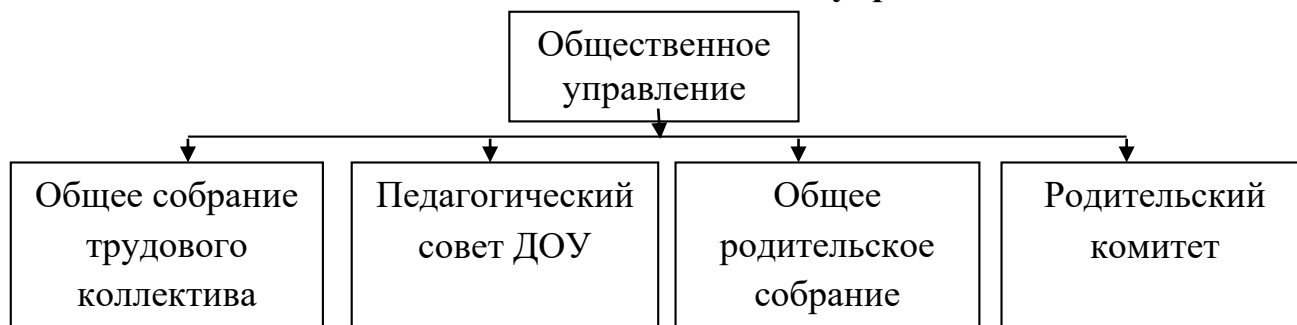 Общественное
управление
Общее собрание
трудового
коллектива
Педагогический
совет ДОУ
Общее
родительское
собрание
Родительский
комитет